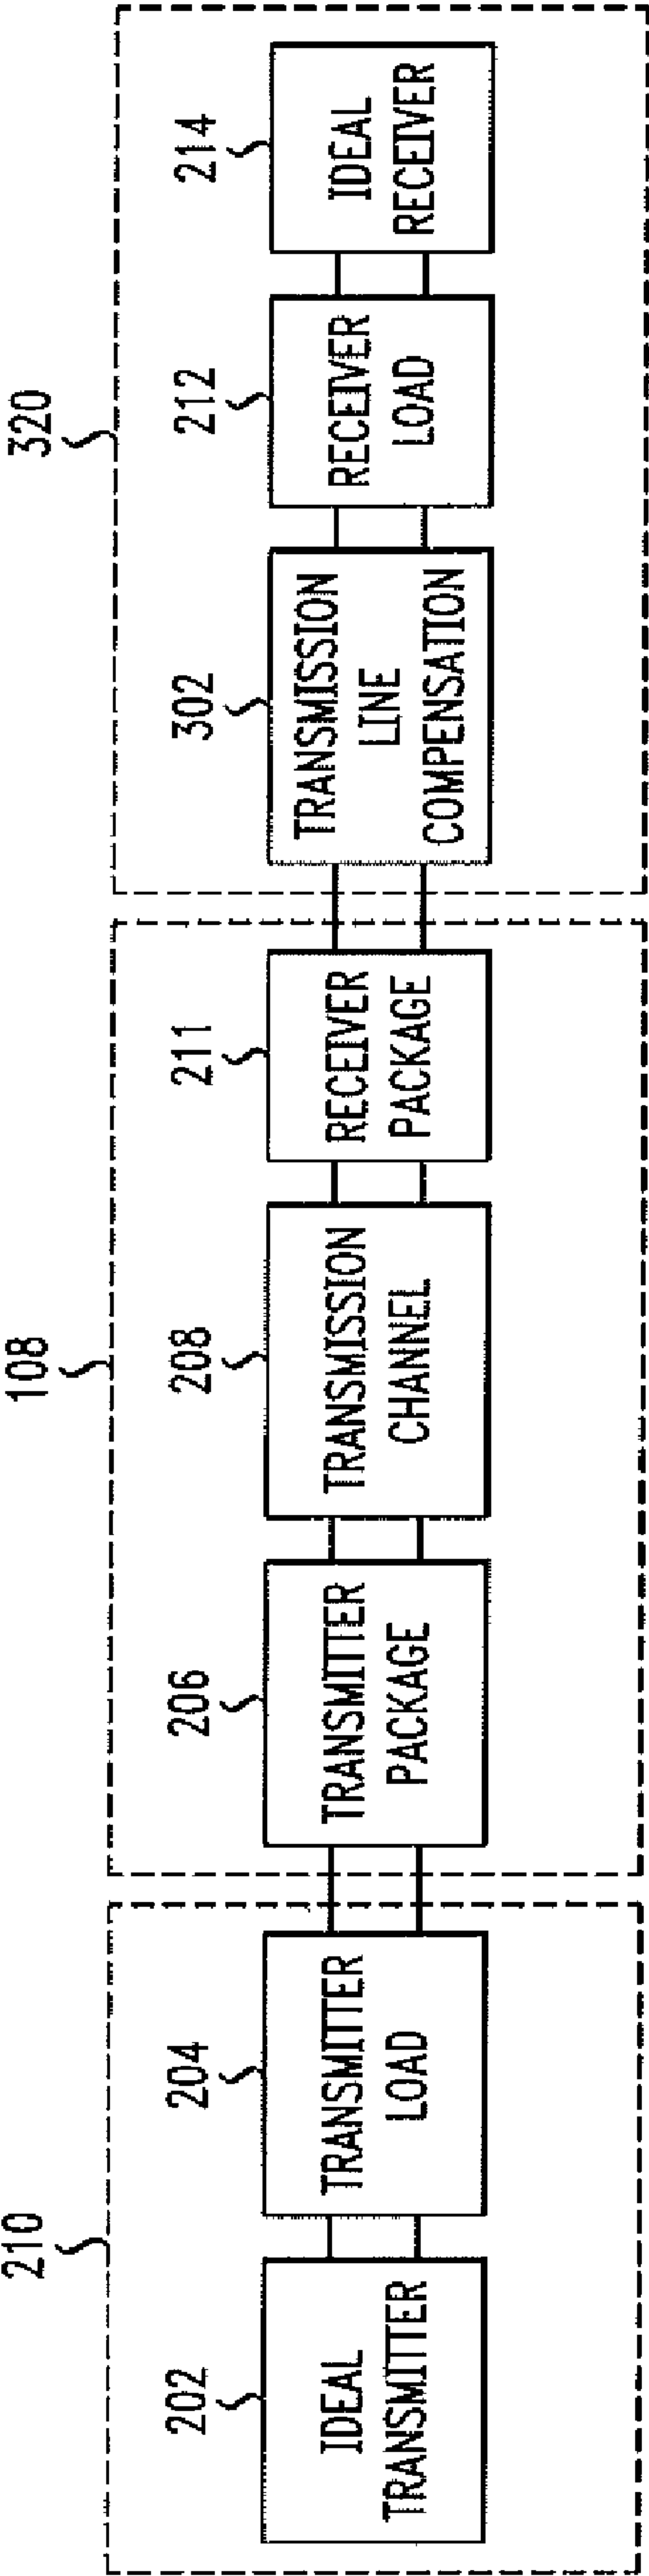 210
108
320
202
204
206
208
211
302
212
214
IDEAL
TRANSMITTER
TRANSMITTER
LOAD
TRANSMITTER
PACKAGE
TRANSMISSION
CHANNEL
RECEIVER
PACKAGE
TRANSMISSION
LINE
COMPENSATION
RECEIVER
LOAD
IDEAL
RECEIVER